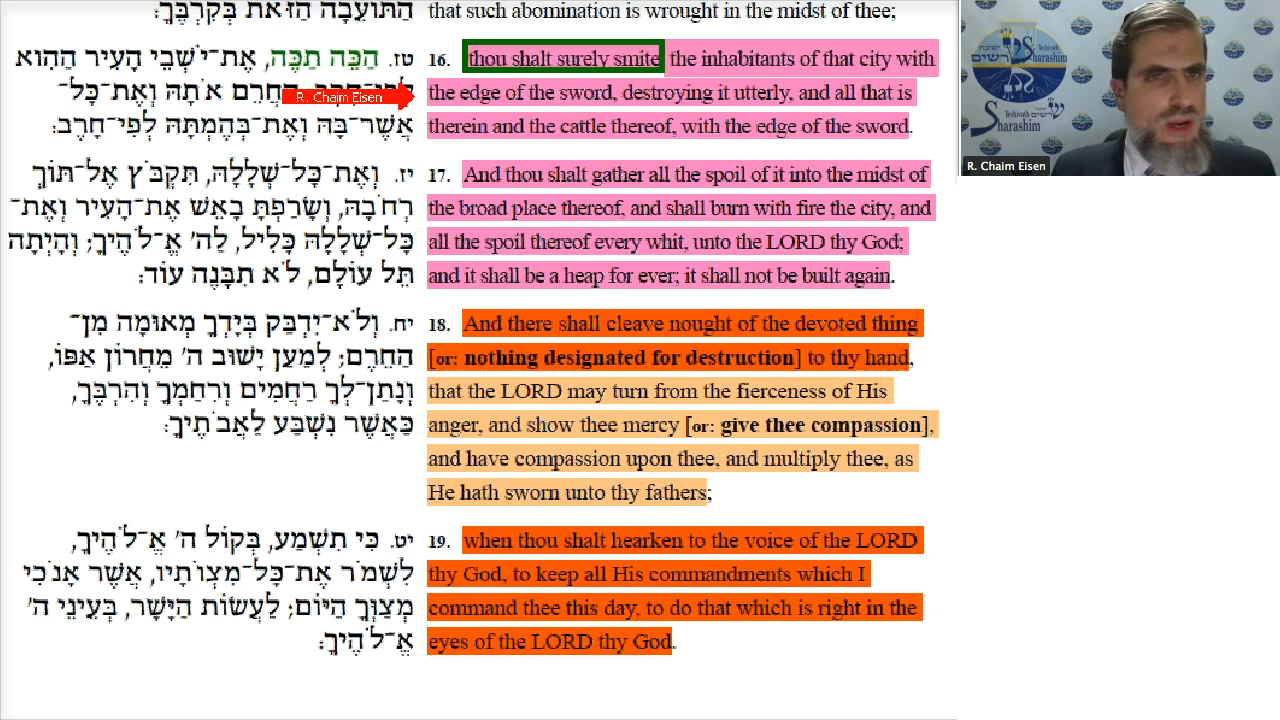 הַתּוֹעֵבָה הַזֹּאת בְּקִרְבֶּךָ:
טז. הַכֵּה תַכֶּה, אֶת־יֹשְׁבֵי הָעִיר הַהִוא
הַחֲרֵם אֹתָהּ וְאֶת־כָּל־
אֲשֶׁר־בָּהּ וְאֶת־בְּהֶמְתָּהּ לְפִי־חָרֶב:
יז. וְאֶת־כָּל־שְׁלָלָהּ, תִּקְבֹּץ אֶל־תּוֹךְ
רְחֹבָהּ, וְשָׂרַפְתָּ בָאֵשׁ אֶת־הָעִיר וְאֶת־
כָּל־שְׁלָלָהּ כָּלִיל, לַה' אֱ־לֹהֶיךָ; וְהָיְתָה
תֵּל עוֹלָם, לֹא תִבָּנֶה עוֹד:
יח. וְלֹא־יִדְבַּק בְּיָדְךָ מְאוּמָה מִן־
הַחֵרֶם; לְמַעַן יָשׁוּב ה' מֵחֲרוֹן אַפּוֹ,
וְנָתַן־לְךָ רַחֲמִים וְרִחַמְךָ וְהִרְבֶּךָ,
כַּאֲשֶׁר נִשְׁבַּע לַאֲבֹתֶיךָ:
יט. כִּי תִשְׁמַע, בְּקוֹל ה' אֱ־לֹהֶיךָ,
לִשְׁמֹר אֶת־כָּל־מִצְוֹתָיו, אֲשֶׁר אָנֹכִי
מְצַוְּךָ הַיּוֹם; לַעֲשׂוֹת הַיָּשָׁר, בְּעֵינֵי ה'
אֱ־לֹהֶיךָ:
R. Chaim Eisen
that such abomination is wrought in the midst of thee;
16. thou shalt surely smite the inhabitants of that city with
the edge of the sword, destroying it utterly, and all that is
therein and the cattle thereof, with the edge of the sword.
17. And thou shalt gather all the spoil of it into the midst of
the broad place thereof, and shall burn with fire the city, and
all the spoil thereof every whit, unto the LORD thy God;
and it shall be a heap for ever; it shall not be built again.
18. And there shall cleave nought of the devoted thing
[or: nothing designated for destruction] to thy hand,
that the LORD may turn from the fierceness of His
anger, and show thee mercy [or: give thee compassion],
and have compassion upon thee, and multiply thee, as
He hath sworn unto thy fathers;
19. when thou shalt hearken to the voice of the LORD
thy God, to keep all His commandments which I
command thee this day, to do that which is right in the
eyes of the LORD thy God.
Yeshivath
Sharashim
Sharashim
R. Chaim Eisen